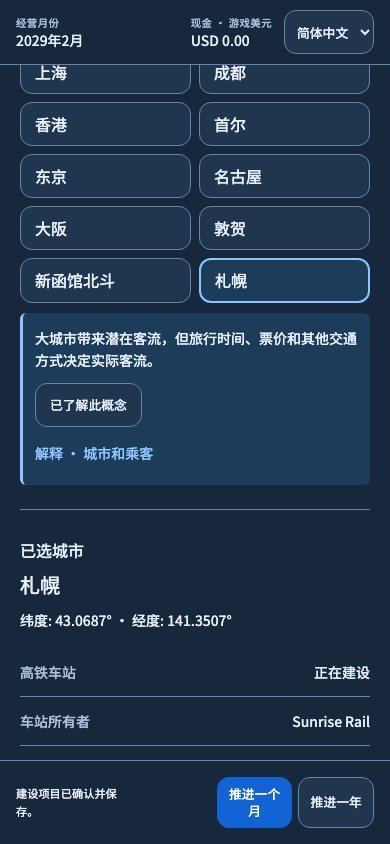 经营月份
2029年2月
现金 · 游戏美元
USD 0.00
简体中文
上海
成都
香港
首尔
东京
名古屋
大阪
敦贺
新函馆北斗
札幌
大城市带来潜在客流，但旅行时间、票价和其他交通
方式决定实际客流。
已了解此概念
解释 · 城市和乘客
已选城市
札幌
纬度: 43.0687° · 经度: 141.3507°
高铁车站
正在建设
车站所有者
Sunrise Rail
建设项目已确认并保
存。
推进一个
月
推进一年